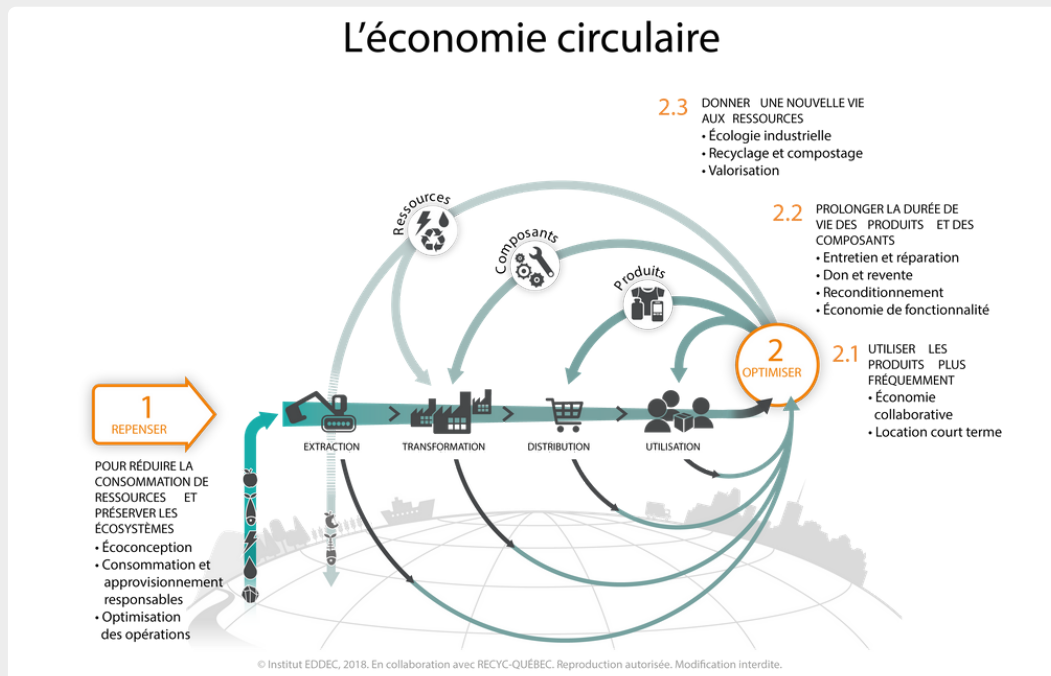 L'économie circulaire
2.3 DONNER UNE NOUVELLE VIE
AUX RESSOURCES
• Écologie industrielle
• Recyclage et compostage
• Valorisation
2.2 PROLONGER LA DURÉE DE
VIE DES PRODUITS ET DES
COMPOSANTS
• Entretien et réparation
• Don et revente
• Reconditionnement
• Économie de fonctionnalité
Ressources
Composants
Produits
2
OPTIMISER
2.1 UTILISER LES
PRODUITS PLUS
FRÉQUEMMENT
• Économie
collaborative
• Location court terme
1
REPENSER
EXTRACTION
TRANSFORMATION
DISTRIBUTION
UTILISATION
POUR RÉDUIRE LA
CONSOMMATION DE
RESSOURCES ET
PRÉSERVER LES
ÉCOSYSTÈMES
• Écoconception
• Consommation et
approvisionnement
responsables
• Optimisation
des opérations
© Institut EDDEC, 2018. En collaboration avec RECYC-QUÉBEC. Reproduction autorisée. Modification interdite.